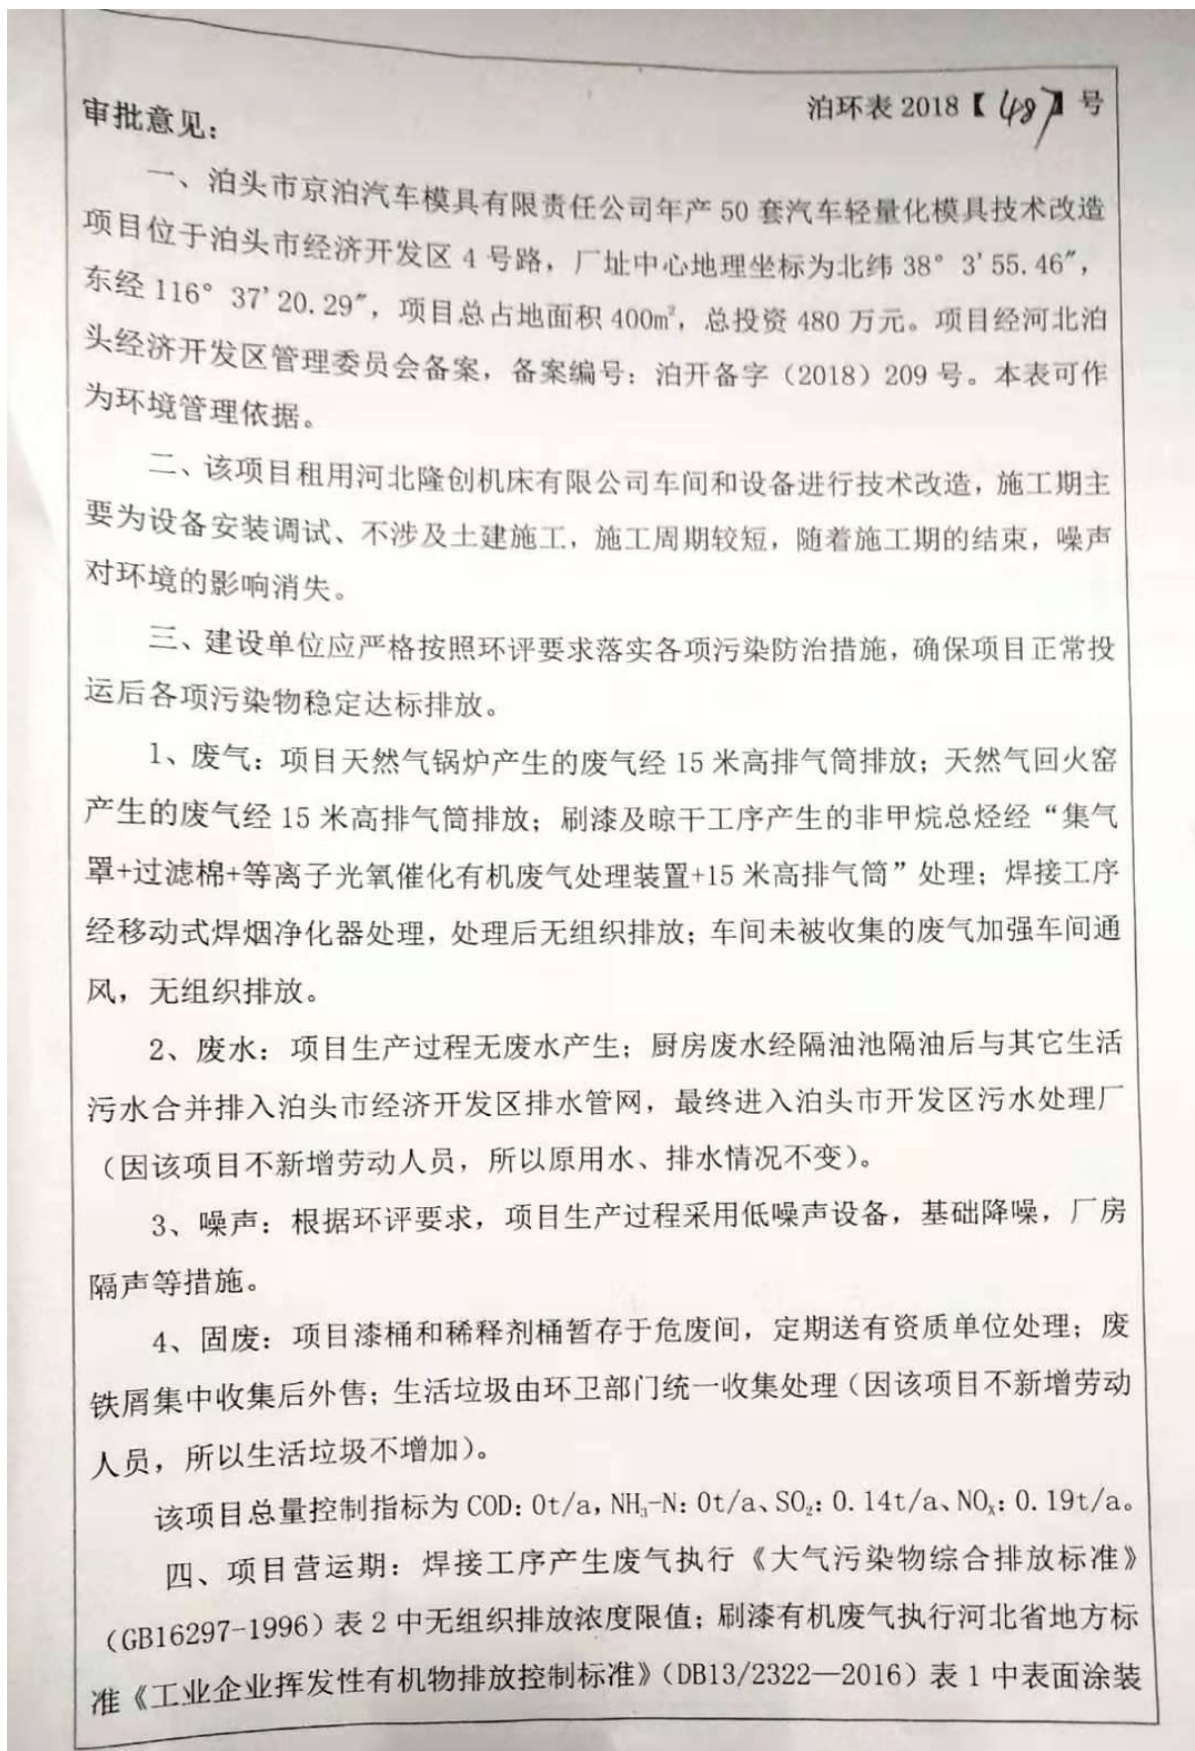 泊环表 2018【487】号
审批意见：
一、泊头市京泊汽车模具有限责任公司年产 50 套汽车轻量化模具技术改造
项目位于泊头市经济开发区 4 号路，厂址中心地理坐标为北纬 38° 3′55.46″，
东经 116° 37′20.29″，项目总占地面积 400m²，总投资 480 万元。项目经河北泊
头经济开发区管理委员会备案，备案编号：泊开备字（2018）209 号。本表可作
为环境管理依据。
二、该项目租用河北隆创机床有限公司车间和设备进行技术改造，施工期主
要为设备安装调试、不涉及土建施工，施工周期较短，随着施工期的结束，噪声
对环境的影响消失。
三、建设单位应严格按照环评要求落实各项污染防治措施，确保项目正常投
运后各项污染物稳定达标排放。
1、废气：项目天然气锅炉产生的废气经 15 米高排气筒排放；天然气回火窑
产生的废气经 15 米高排气筒排放；刷漆及晾干工序产生的非甲烷总烃经“集气
罩+过滤棉+等离子光氧催化有机废气处理装置+15 米高排气筒”处理；焊接工序
经移动式焊烟净化器处理，处理后无组织排放；车间未被收集的废气加强车间通
风，无组织排放。
2、废水：项目生产过程无废水产生；厨房废水经隔油池隔油后与其它生活
污水合并排入泊头市经济开发区排水管网，最终进入泊头市开发区污水处理厂
（因该项目不新增劳动人员，所以原用水、排水情况不变）。
3、噪声：根据环评要求，项目生产过程采用低噪声设备，基础降噪，厂房
隔声等措施。
4、固废：项目漆桶和稀释剂桶暂存于危废间，定期送有资质单位处理；废
铁屑集中收集后外售；生活垃圾由环卫部门统一收集处理（因该项目不新增劳动
人员，所以生活垃圾不增加）。
该项目总量控制指标为 COD：0t/a，NH₃-N：0t/a、SO₂：0.14t/a、NOₓ：0.19t/a。
四、项目营运期：焊接工序产生废气执行《大气污染物综合排放标准》
（GB16297-1996）表 2 中无组织排放浓度限值；刷漆有机废气执行河北省地方标
准《工业企业挥发性有机物排放控制标准》（DB13/2322—2016）表 1 中表面涂装